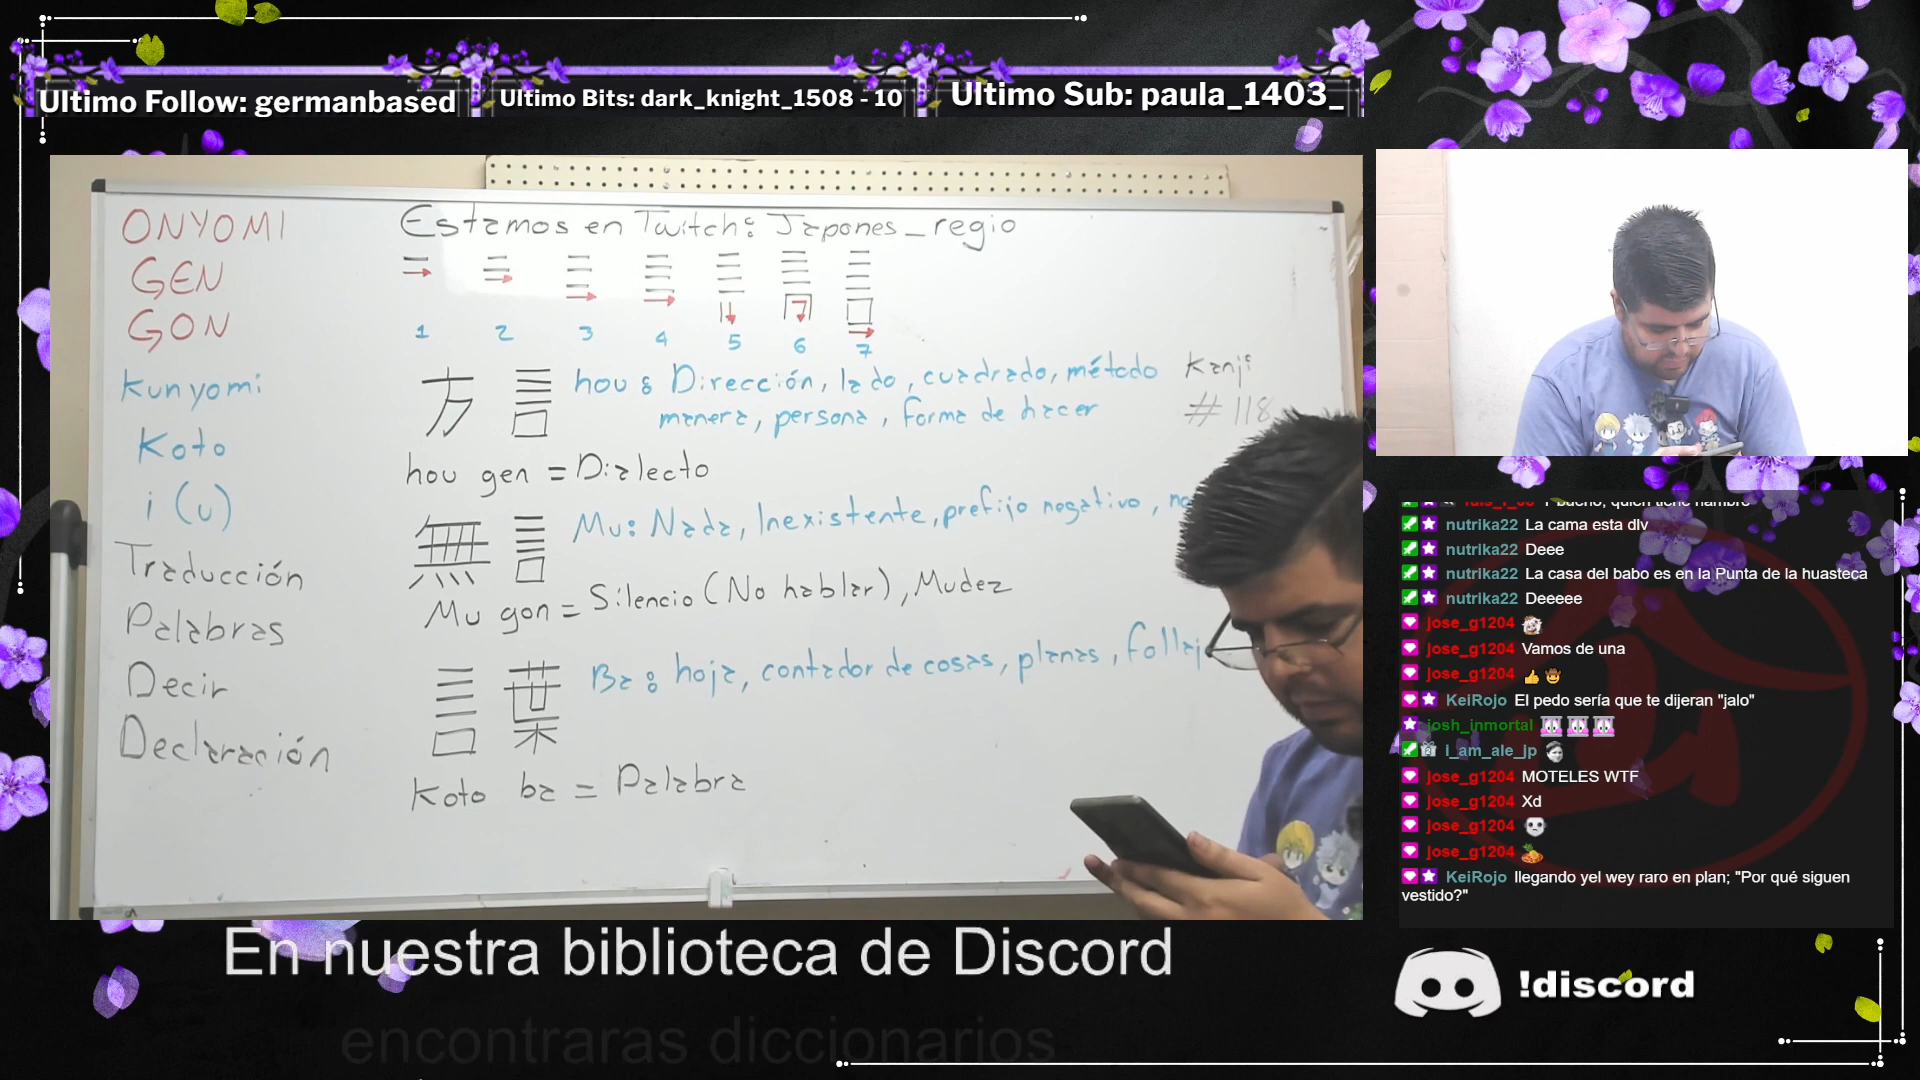 Ultimo Follow: germanbased
Ultimo Bits: dark_knight_1508 - 10
Ultimo Sub: paula_1403_
ONYOMI
GEN
GON
Kunyomi
Koto
i (u)
Traducción
Palabras
Decir
Declaración
Estamos en Twitch: Japones_regio
1 2 3 4 5 6 7
方言 hou: Dirección, lado, cuadrado, método
manera, persona, forma de hacer
Kanji
#118
hou gen = Dialecto
無言 Mu: Nada, Inexistente, prefijo negativo,
Mu gon = Silencio (No hablar), Mudez
言葉 Ba: hoja, contador de cosas, planas,
Koto ba = Palabra
nutrika22 La cama esta dlv
nutrika22 Deee
nutrika22 La casa del babo es en la Punta de la huasteca
nutrika22 Deeeee
jose_g1204
jose_g1204 Vamos de una
jose_g1204
KeiRojo El pedo sería que te dijeran "jalo"
josh_inmortal
i_am_ale_jp
jose_g1204 MOTELES WTF
jose_g1204 Xd
jose_g1204
jose_g1204
KeiRojo llegando yel wey raro en plan; "Por qué siguen
vestido?"
En nuestra biblioteca de Discord
encontraras diccionarios
!discord